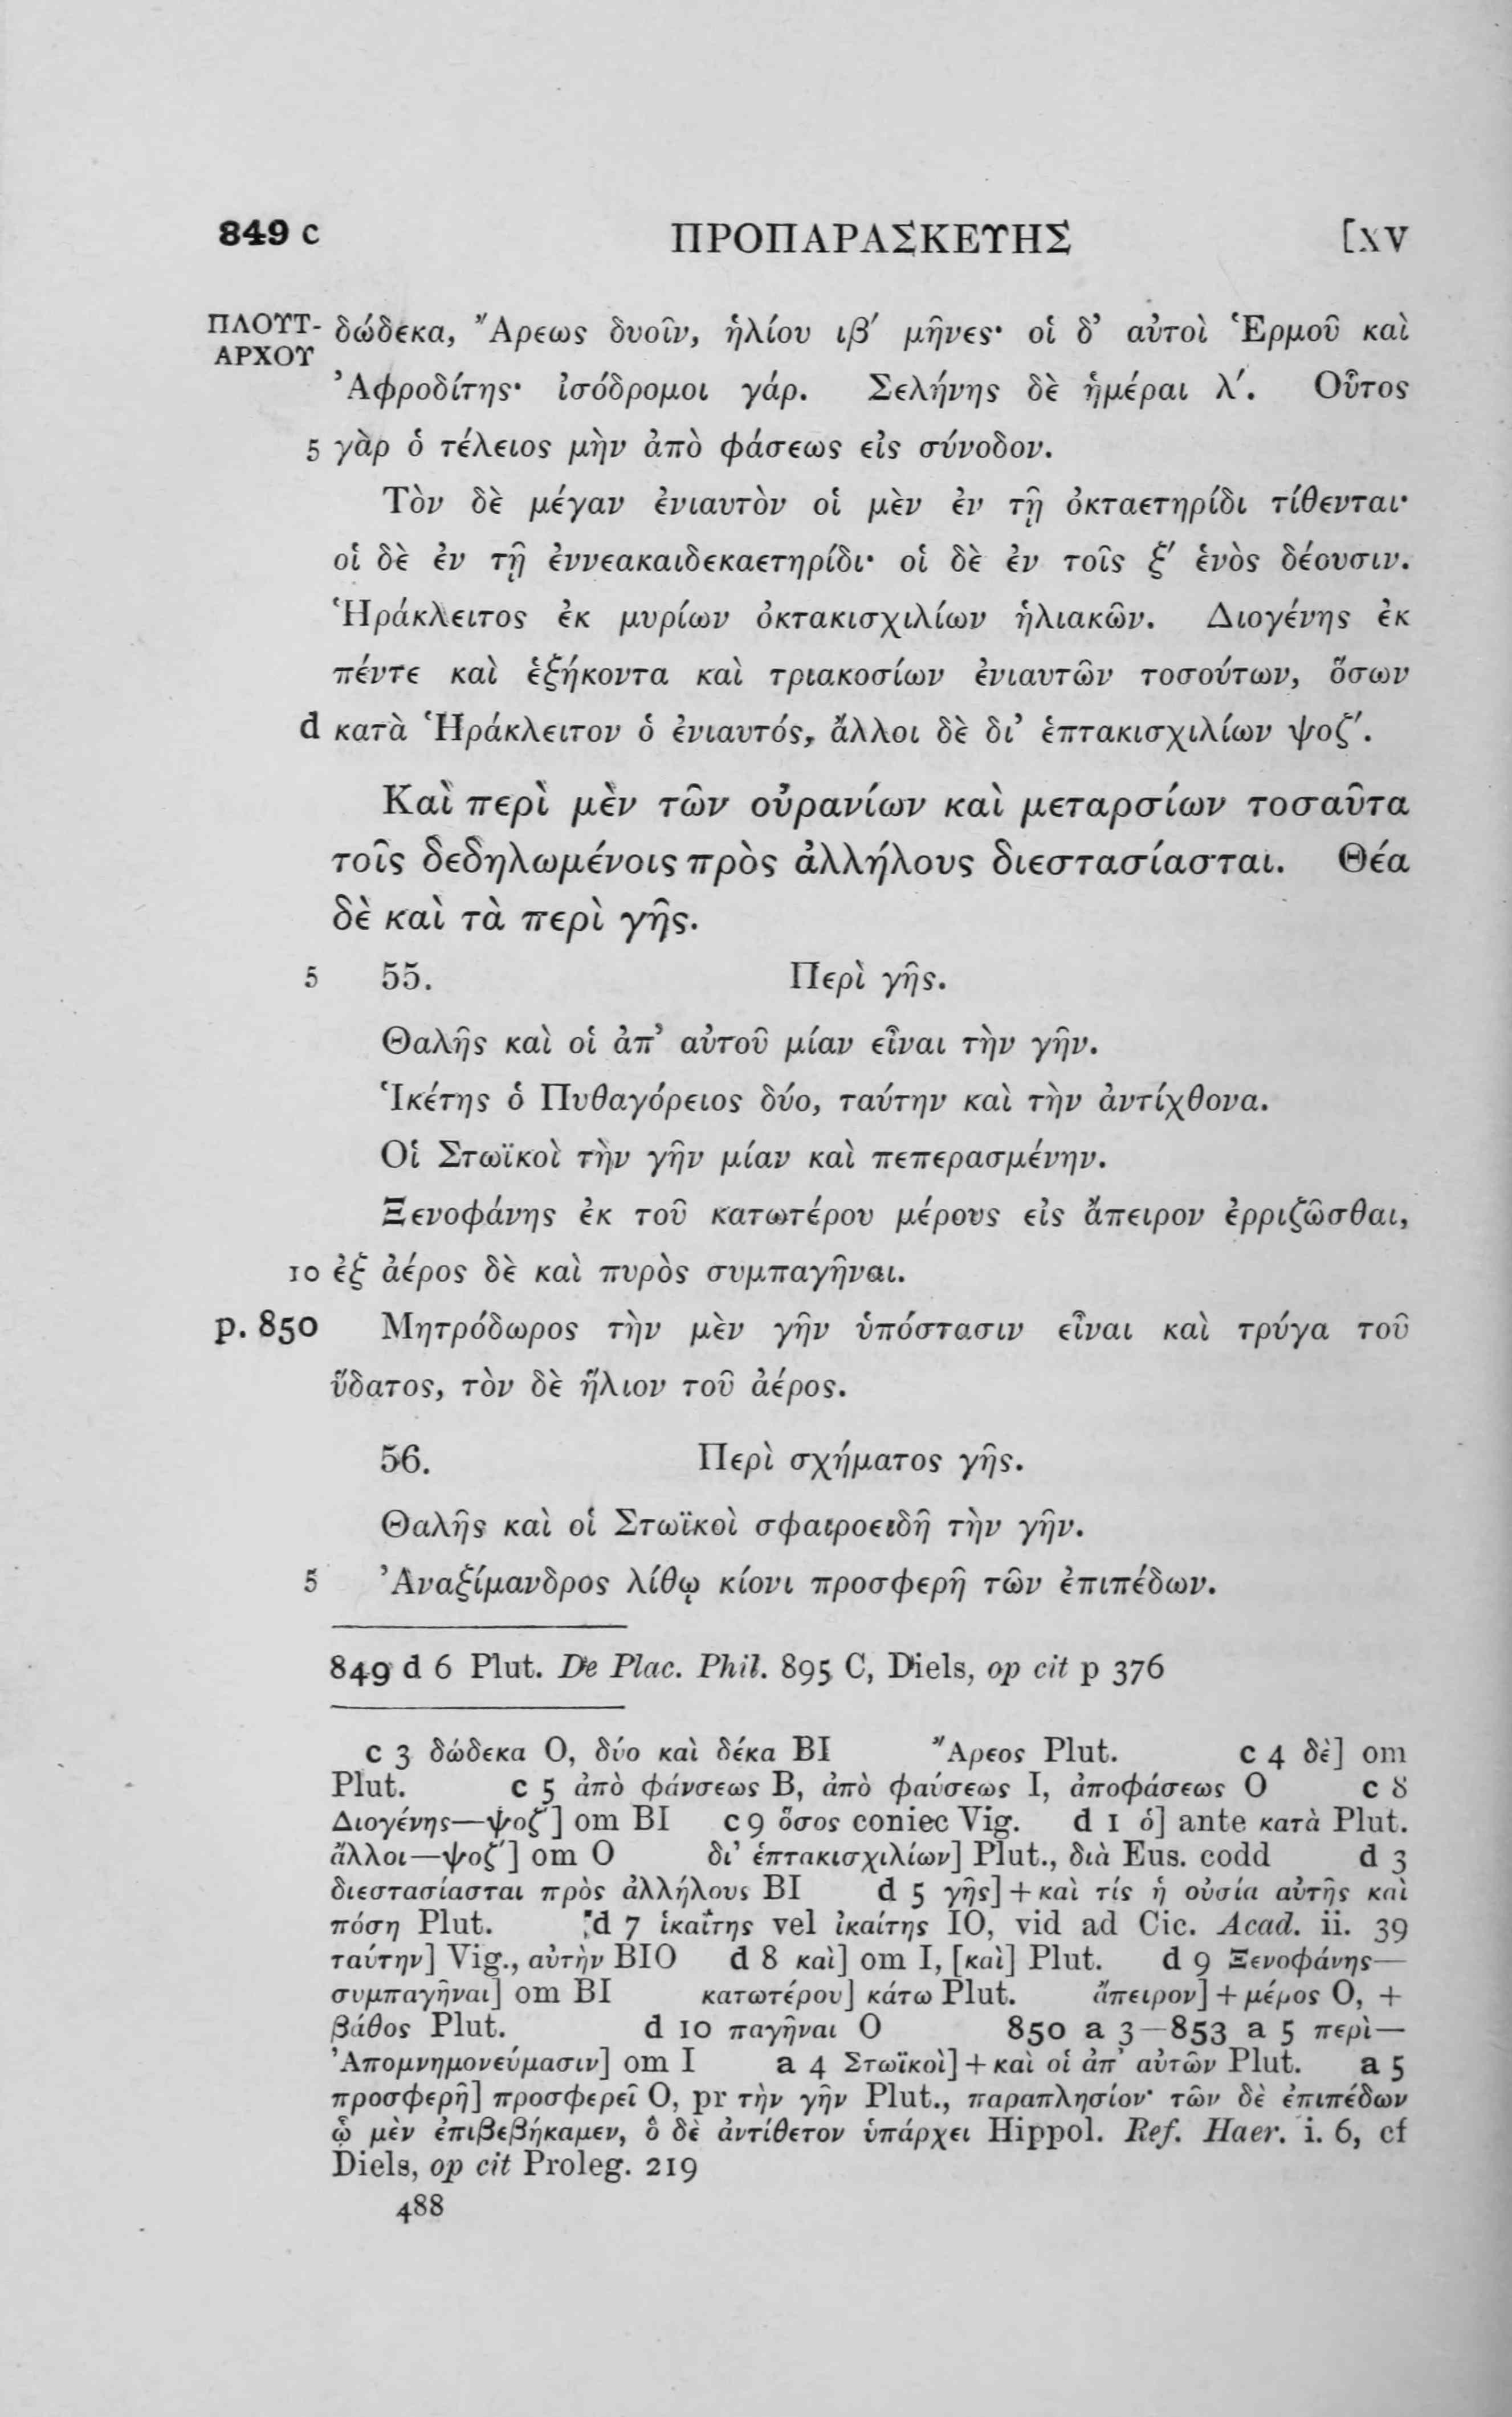 849 c ΠΡΟΠΑΡΑΣΚΕΥΗΣ [XV
ΠΛΟΥΤ- δώδεκα, Ἄρεως δυοῖν, ἡλίου ιβ′ μῆνες· οἱ δ’ αὐτοὶ Ἑρμοῦ καὶ
ΑΡΧΟΥ
Ἀφροδίτης· ἰσόδρομοι γάρ. Σελήνης δὲ ἡμέραι λ′. Οὗτος
5 γὰρ ὁ τέλειος μὴν ἀπὸ φάσεως εἰς σύνοδον.
Τὸν δὲ μέγαν ἐνιαυτὸν οἱ μὲν ἐν τῇ ὀκταετηρίδι τίθενται·
οἱ δὲ ἐν τῇ ἐννεακαιδεκαετηρίδι· οἱ δὲ ἐν τοῖς ξ′ ἑνὸς δέουσιν.
Ἡράκλειτος ἐκ μυρίων ὀκτακισχιλίων ἡλιακῶν. Διογένης ἐκ
πέντε καὶ ἑξήκοντα καὶ τριακοσίων ἐνιαυτῶν τοσούτων, ὅσων
d κατὰ Ἡράκλειτον ὁ ἐνιαυτός, ἄλλοι δὲ δι’ ἑπτακισχιλίων ψοζ′.
Καὶ περὶ μὲν τῶν οὐρανίων καὶ μεταρσίων τοσαῦτα
τοῖς δεδηλωμένοις πρὸς ἀλλήλους διεστασίασται. Θέα
δὲ καὶ τὰ περὶ γῆς.
5 55. Περὶ γῆς.
Θαλῆς καὶ οἱ ἀπ’ αὐτοῦ μίαν εἶναι τὴν γῆν.
Ἱκέτης ὁ Πυθαγόρειος δύο, ταύτην καὶ τὴν ἀντίχθονα.
Οἱ Στωϊκοὶ τὴν γῆν μίαν καὶ πεπερασμένην.
Ξενοφάνης ἐκ τοῦ κατωτέρου μέρους εἰς ἄπειρον ἐρριζῶσθαι,
10 ἐξ ἀέρος δὲ καὶ πυρὸς συμπαγῆναι.
p. 850 Μητρόδωρος τὴν μὲν γῆν ὑπόστασιν εἶναι καὶ τρύγα τοῦ
ὕδατος, τὸν δὲ ἥλιον τοῦ ἀέρος.
56. Περὶ σχήματος γῆς.
Θαλῆς καὶ οἱ Στωϊκοὶ σφαιροειδῆ τὴν γῆν.
5 Ἀναξίμανδρος λίθῳ κίονι προσφερῆ τῶν ἐπιπέδων.
849 d 6 Plut. De Plac. Phil. 895 C, Diels, op cit p 376
c 3 δώδεκα O, δύο καὶ δέκα BI Ἄρεος Plut. c 4 δὲ] om
Plut. c 5 ἀπὸ φάνσεως B, ἀπὸ φαύσεως I, ἀποφάσεως O c 8
Διογένης—ψοζ′] om BI c 9 ὅσος coniec Vig. d 1 ὁ] ante κατὰ Plut.
ἄλλοι—ψοζ′] om O δι’ ἑπτακισχιλίων] Plut., διὰ Eus. codd d 3
διεστασίασται πρὸς ἀλλήλους BI d 5 γῆς] + καὶ τίς ἡ οὐσία αὐτῆς καὶ
πόση Plut. d 7 ἱκαΐτης vel ἰκαίτης IO, vid ad Cic. Acad. ii. 39
ταύτην] Vig., αὐτὴν BIO d 8 καὶ] om I, [καὶ] Plut. d 9 Ξενοφάνης—
συμπαγῆναι] om BI κατωτέρου] κάτω Plut. ἄπειρον] + μέρος O, +
βάθος Plut. d 10 παγῆναι O 850 a 3—853 a 5 περὶ—
Ἀπομνημονεύμασιν] om I a 4 Στωϊκοὶ] + καὶ οἱ ἀπ’ αὐτῶν Plut. a 5
προσφερῆ] προσφερεῖ O, pr τὴν γῆν Plut., παραπλησίον· τῶν δὲ ἐπιπέδων
ᾧ μὲν ἐπιβεβήκαμεν, ὃ δὲ ἀντίθετον ὑπάρχει Hippol. Ref. Haer. i. 6, cf
Diels, op cit Proleg. 219
488